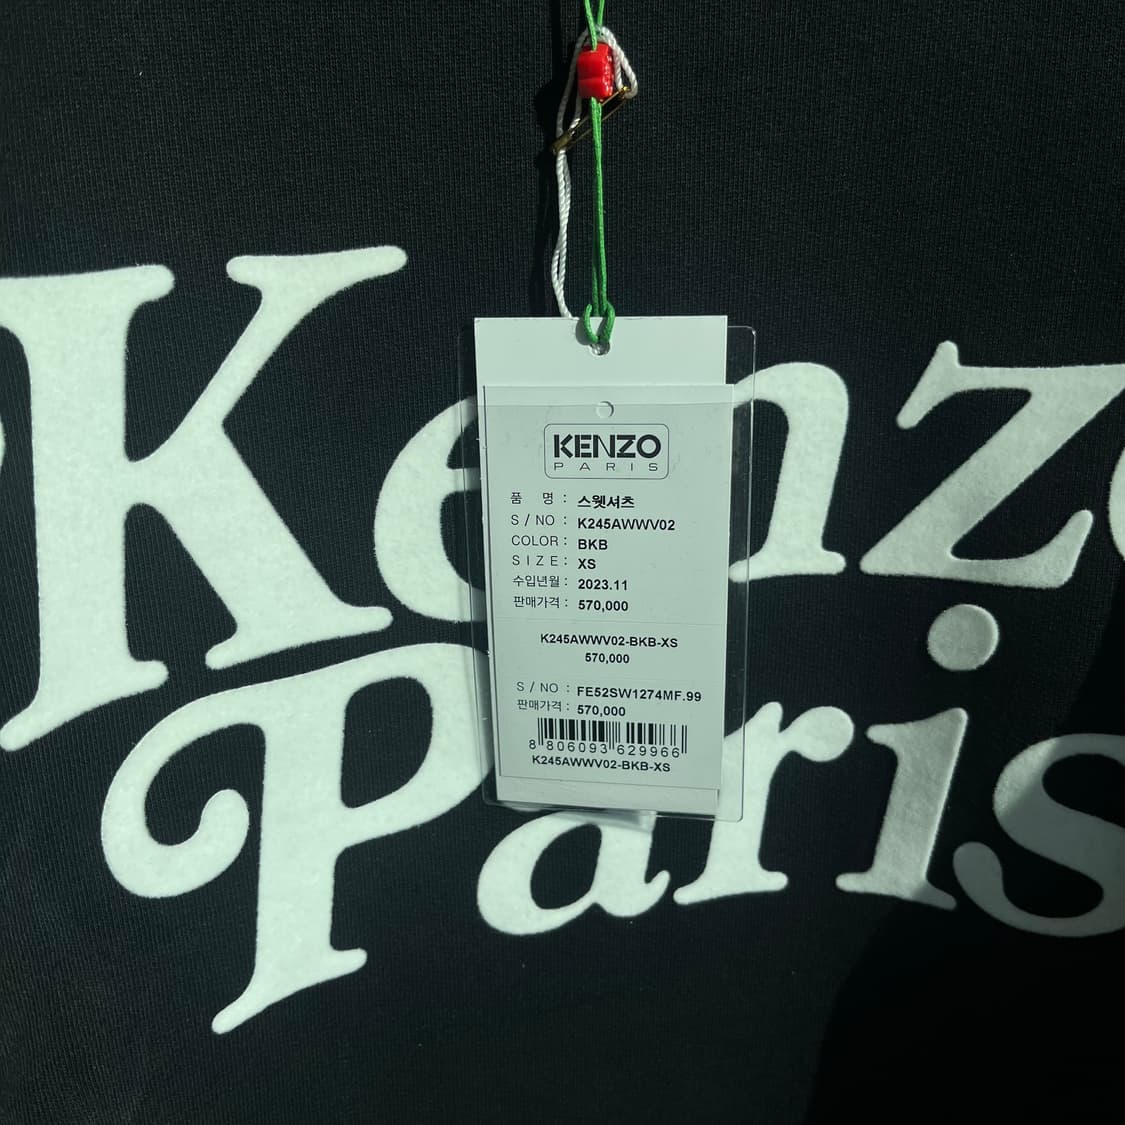 Kenzo
Paris
KENZO
PARIS
품 명 : 스웻셔츠
S / NO : K245AWWV02
COLOR : BKB
SIZE : XS
수입년월 : 2023.11
판매가격 : 570,000
K245AWWV02-BKB-XS
570,000
S / NO : FE52SW1274MF.99
판매가격 : 570,000
8 806093 629966
K245AWWV02-BKB-XS